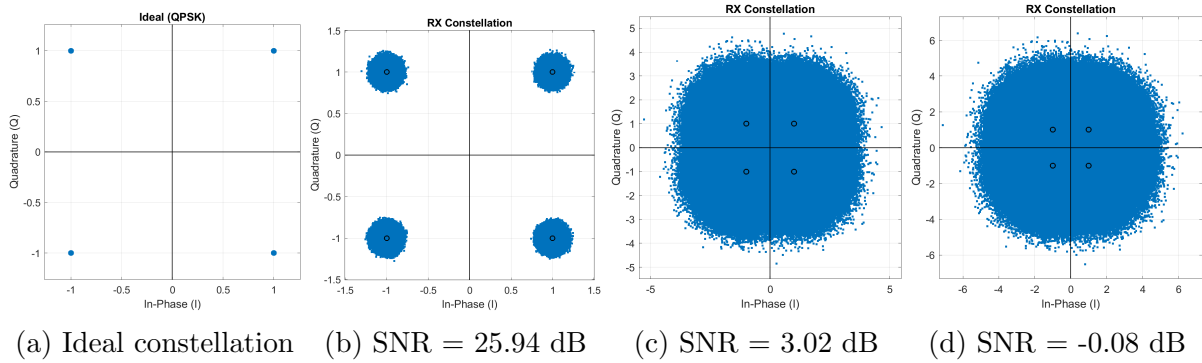 Ideal (QPSK)
1
0.5
0
-0.5
-1
-1 -0.5 0 0.5 1
In-Phase (I)
Quadrature (Q)
(a) Ideal constellation
RX Constellation
1.5
1
0.5
0
-0.5
-1
-1.5
-1.5 -1 -0.5 0 0.5 1 1.5
In-Phase (I)
Quadrature (Q)
(b) SNR = 25.94 dB
RX Constellation
5
4
3
2
1
0
-1
-2
-3
-4
-5
-5 0 5
In-Phase (I)
Quadrature (Q)
(c) SNR = 3.02 dB
RX Constellation
6
4
2
0
-2
-4
-6
-6 -4 -2 0 2 4 6
In-Phase (I)
Quadrature (Q)
(d) SNR = -0.08 dB